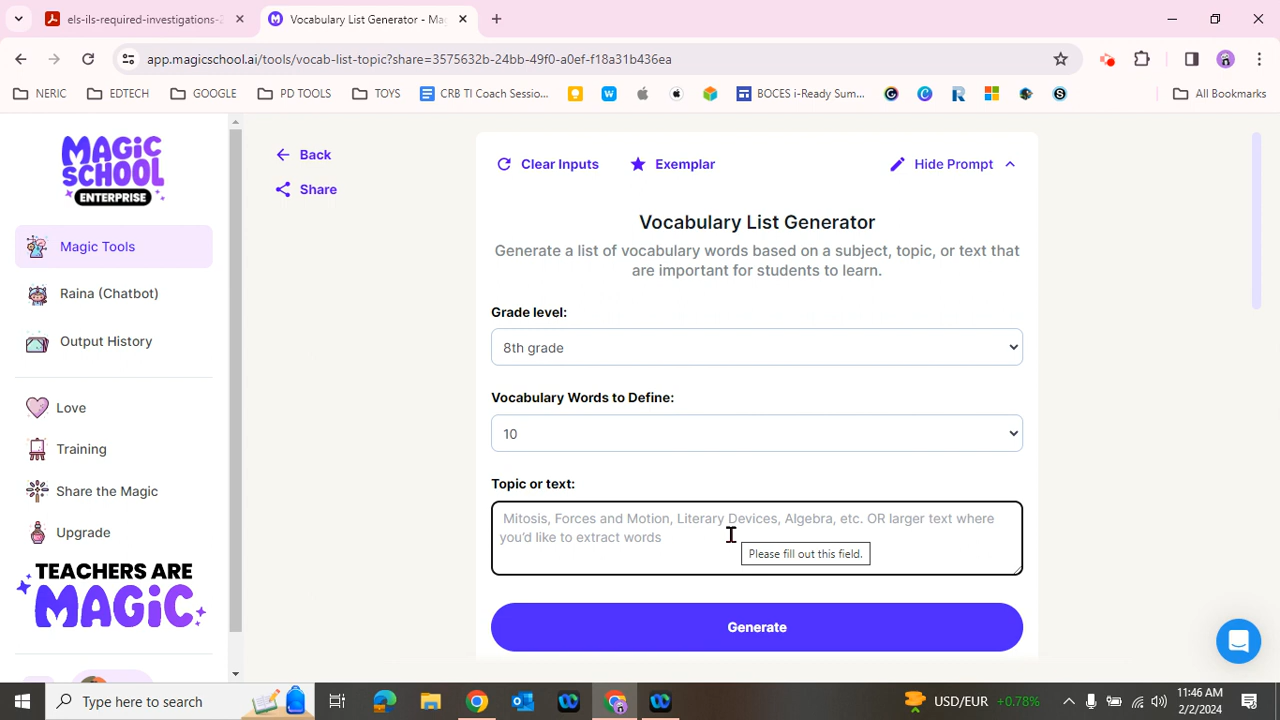 els-ils-required-investigations-2
Vocabulary List Generator - Ma
app.magicschool.ai/tools/vocab-list-topic?share=3575632b-24bb-49f0-a0ef-f18a31b436ea
NERIC
EDTECH
GOOGLE
PD TOOLS
TOYS
CRB TI Coach Sessio...
BOCES i-Ready Sum...
All Bookmarks
MAGIC
SCHOOL
ENTERPRISE
Magic Tools
Raina (Chatbot)
Output History
Love
Training
Share the Magic
Upgrade
TEACHERS ARE
MAGIC
Back
Share
Clear Inputs
Exemplar
Hide Prompt
Vocabulary List Generator
Generate a list of vocabulary words based on a subject, topic, or text that
are important for students to learn.
Grade level:
8th grade
Vocabulary Words to Define:
10
Topic or text:
Mitosis, Forces and Motion, Literary Devices, Algebra, etc. OR larger text where
you'd like to extract words
Please fill out this field.
Generate
Type here to search
USD/EUR +0.78%
11:46 AM
2/2/2024